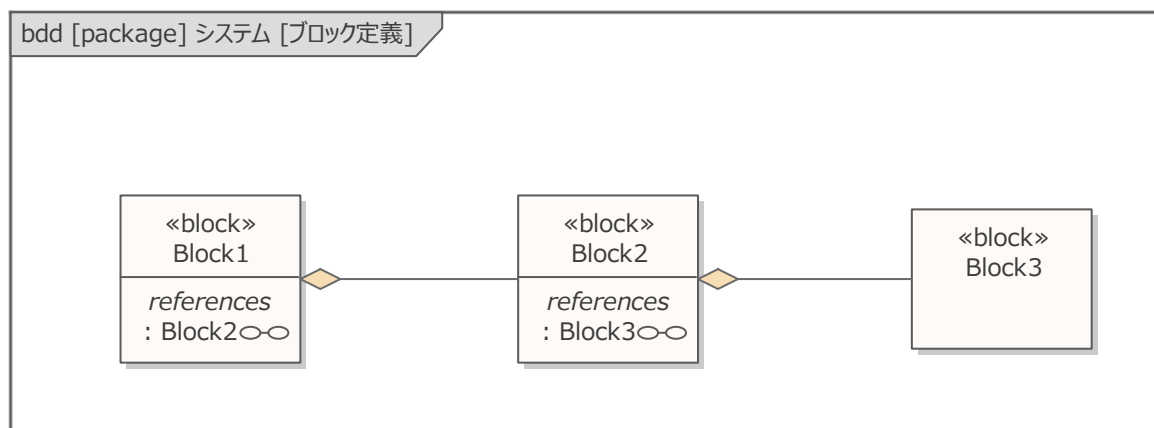 bdd [package] システム [ブロック定義]
«block»
Block1
references
: Block2
«block»
Block2
references
: Block3
«block»
Block3